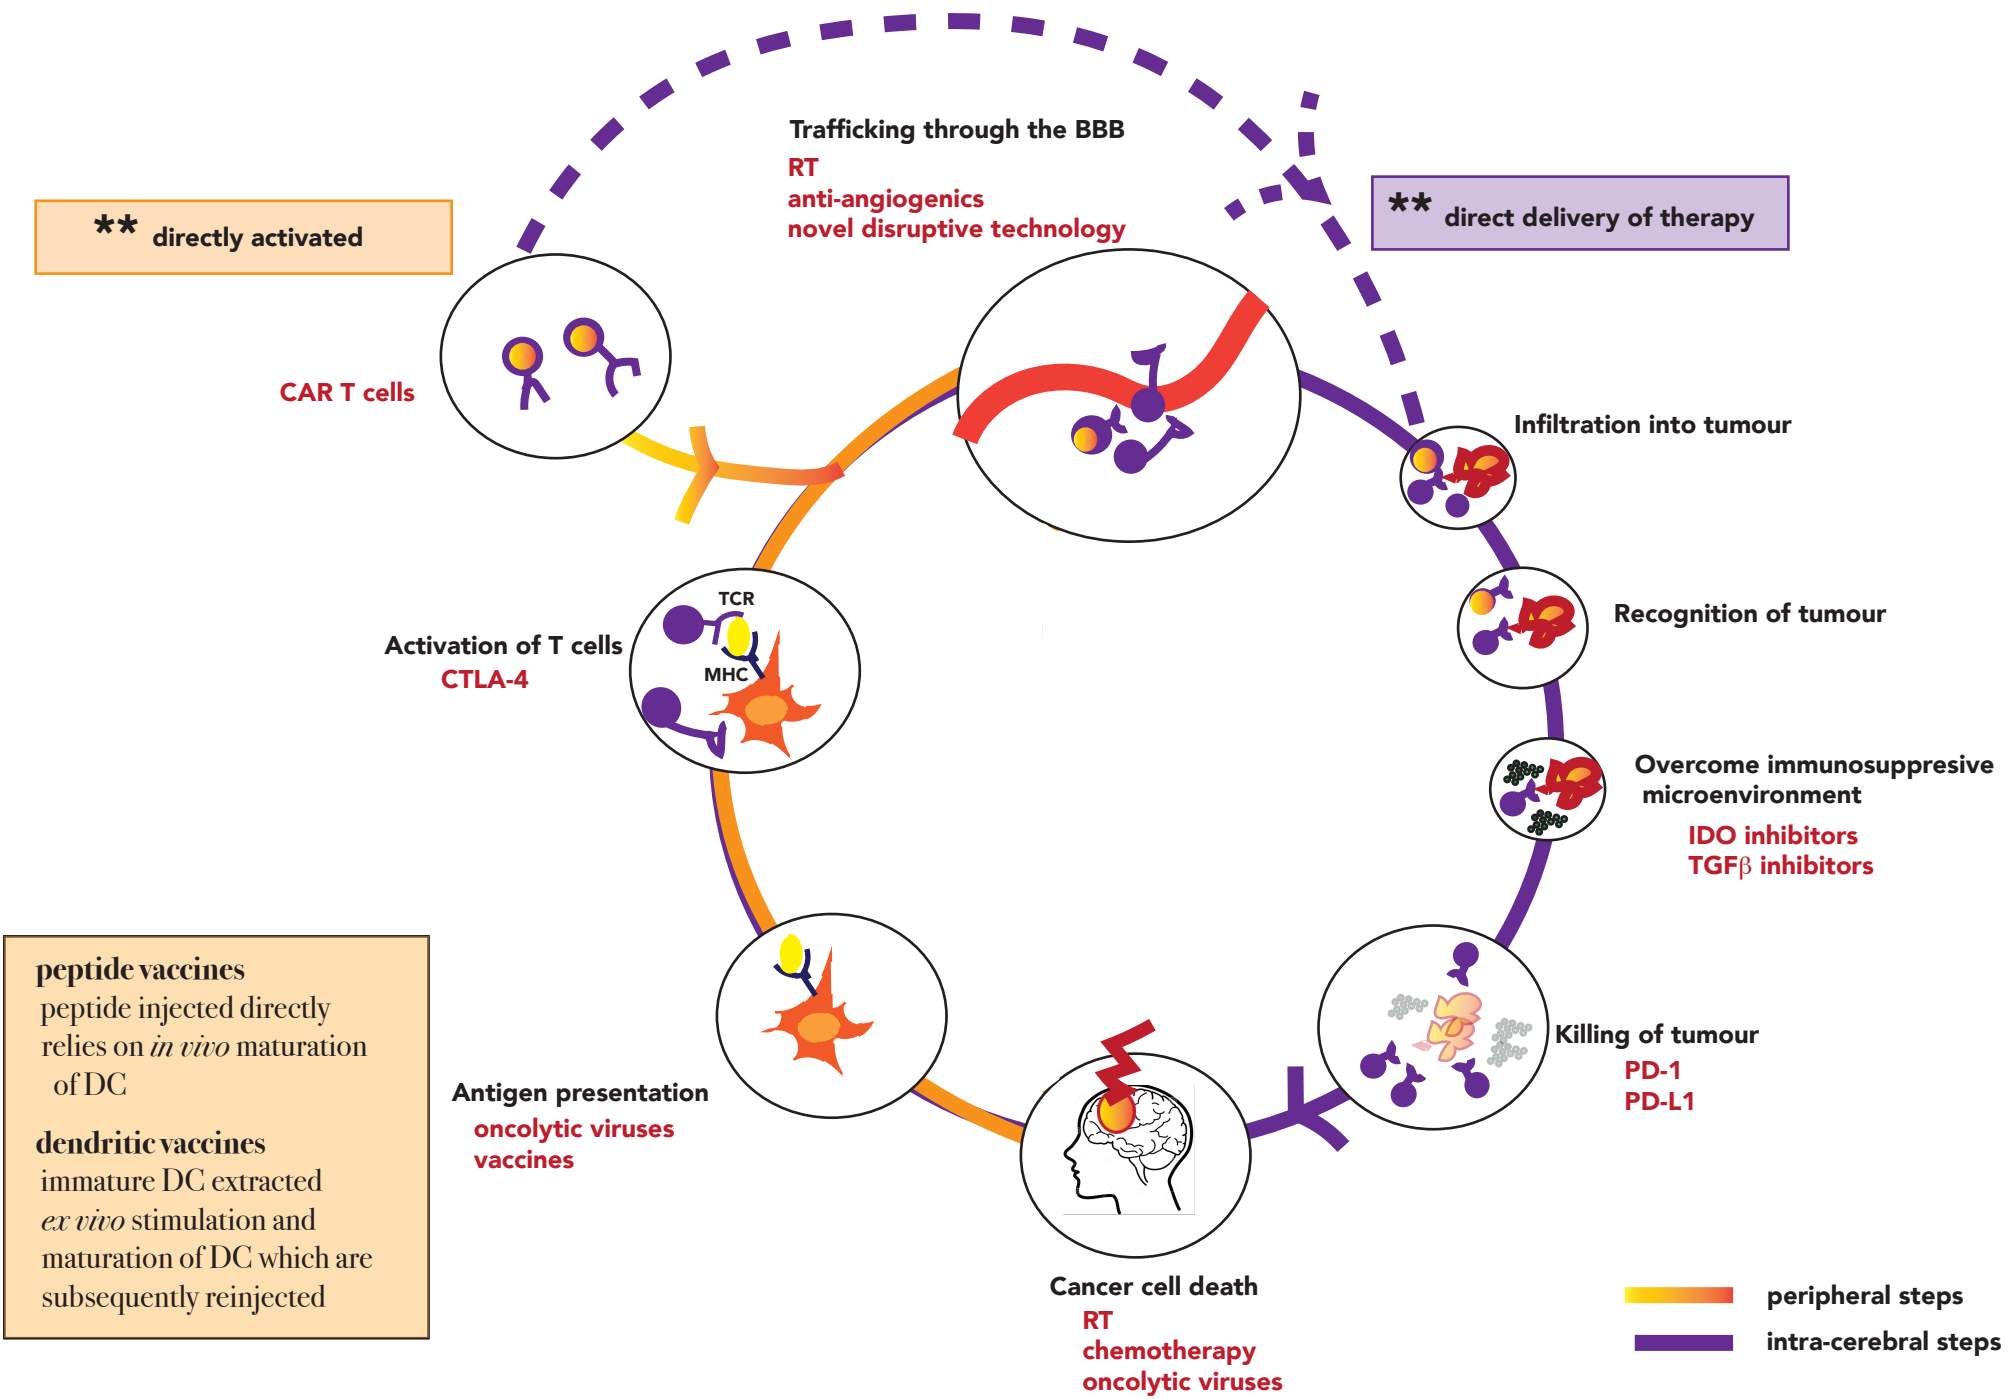 Trafficking through the BBB
RT
anti-angiogenics
novel disruptive technology
** directly activated
** direct delivery of therapy
CAR T cells
Infiltration into tumour
Recognition of tumour
Overcome immunosuppresive
microenvironment
IDO inhibitors
TGFβ inhibitors
Killing of tumour
PD-1
PD-L1
Cancer cell death
RT
chemotherapy
oncolytic viruses
Antigen presentation
oncolytic viruses
vaccines
Activation of T cells
CTLA-4
TCR
MHC
peptide vaccines
peptide injected directly
relies on in vivo maturation
of DC
dendritic vaccines
immature DC extracted
ex vivo stimulation and
maturation of DC which are
subsequently reinjected
peripheral steps
intra-cerebral steps